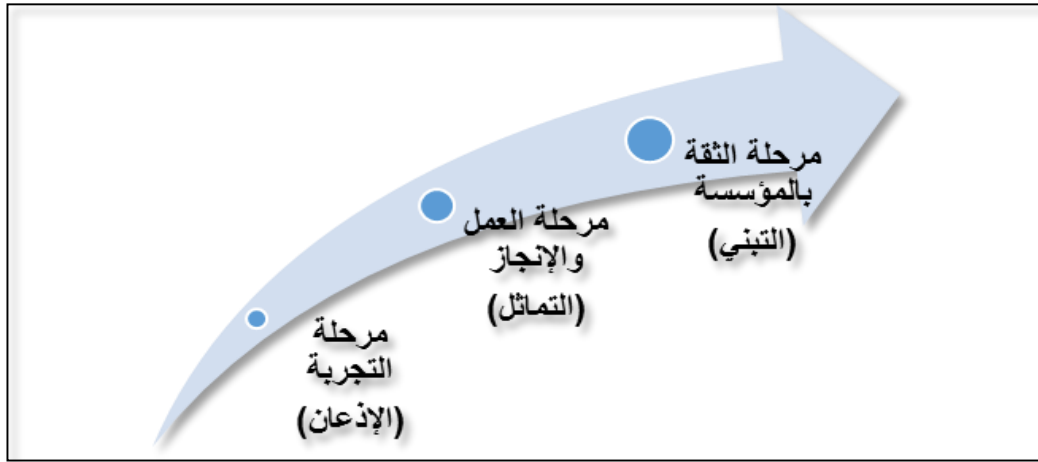 مرحلة الثقة
بالمؤسسة
(التبني)
مرحلة العمل
والإنجاز
(التماثل)
مرحلة
التجربة
(الإذعان)